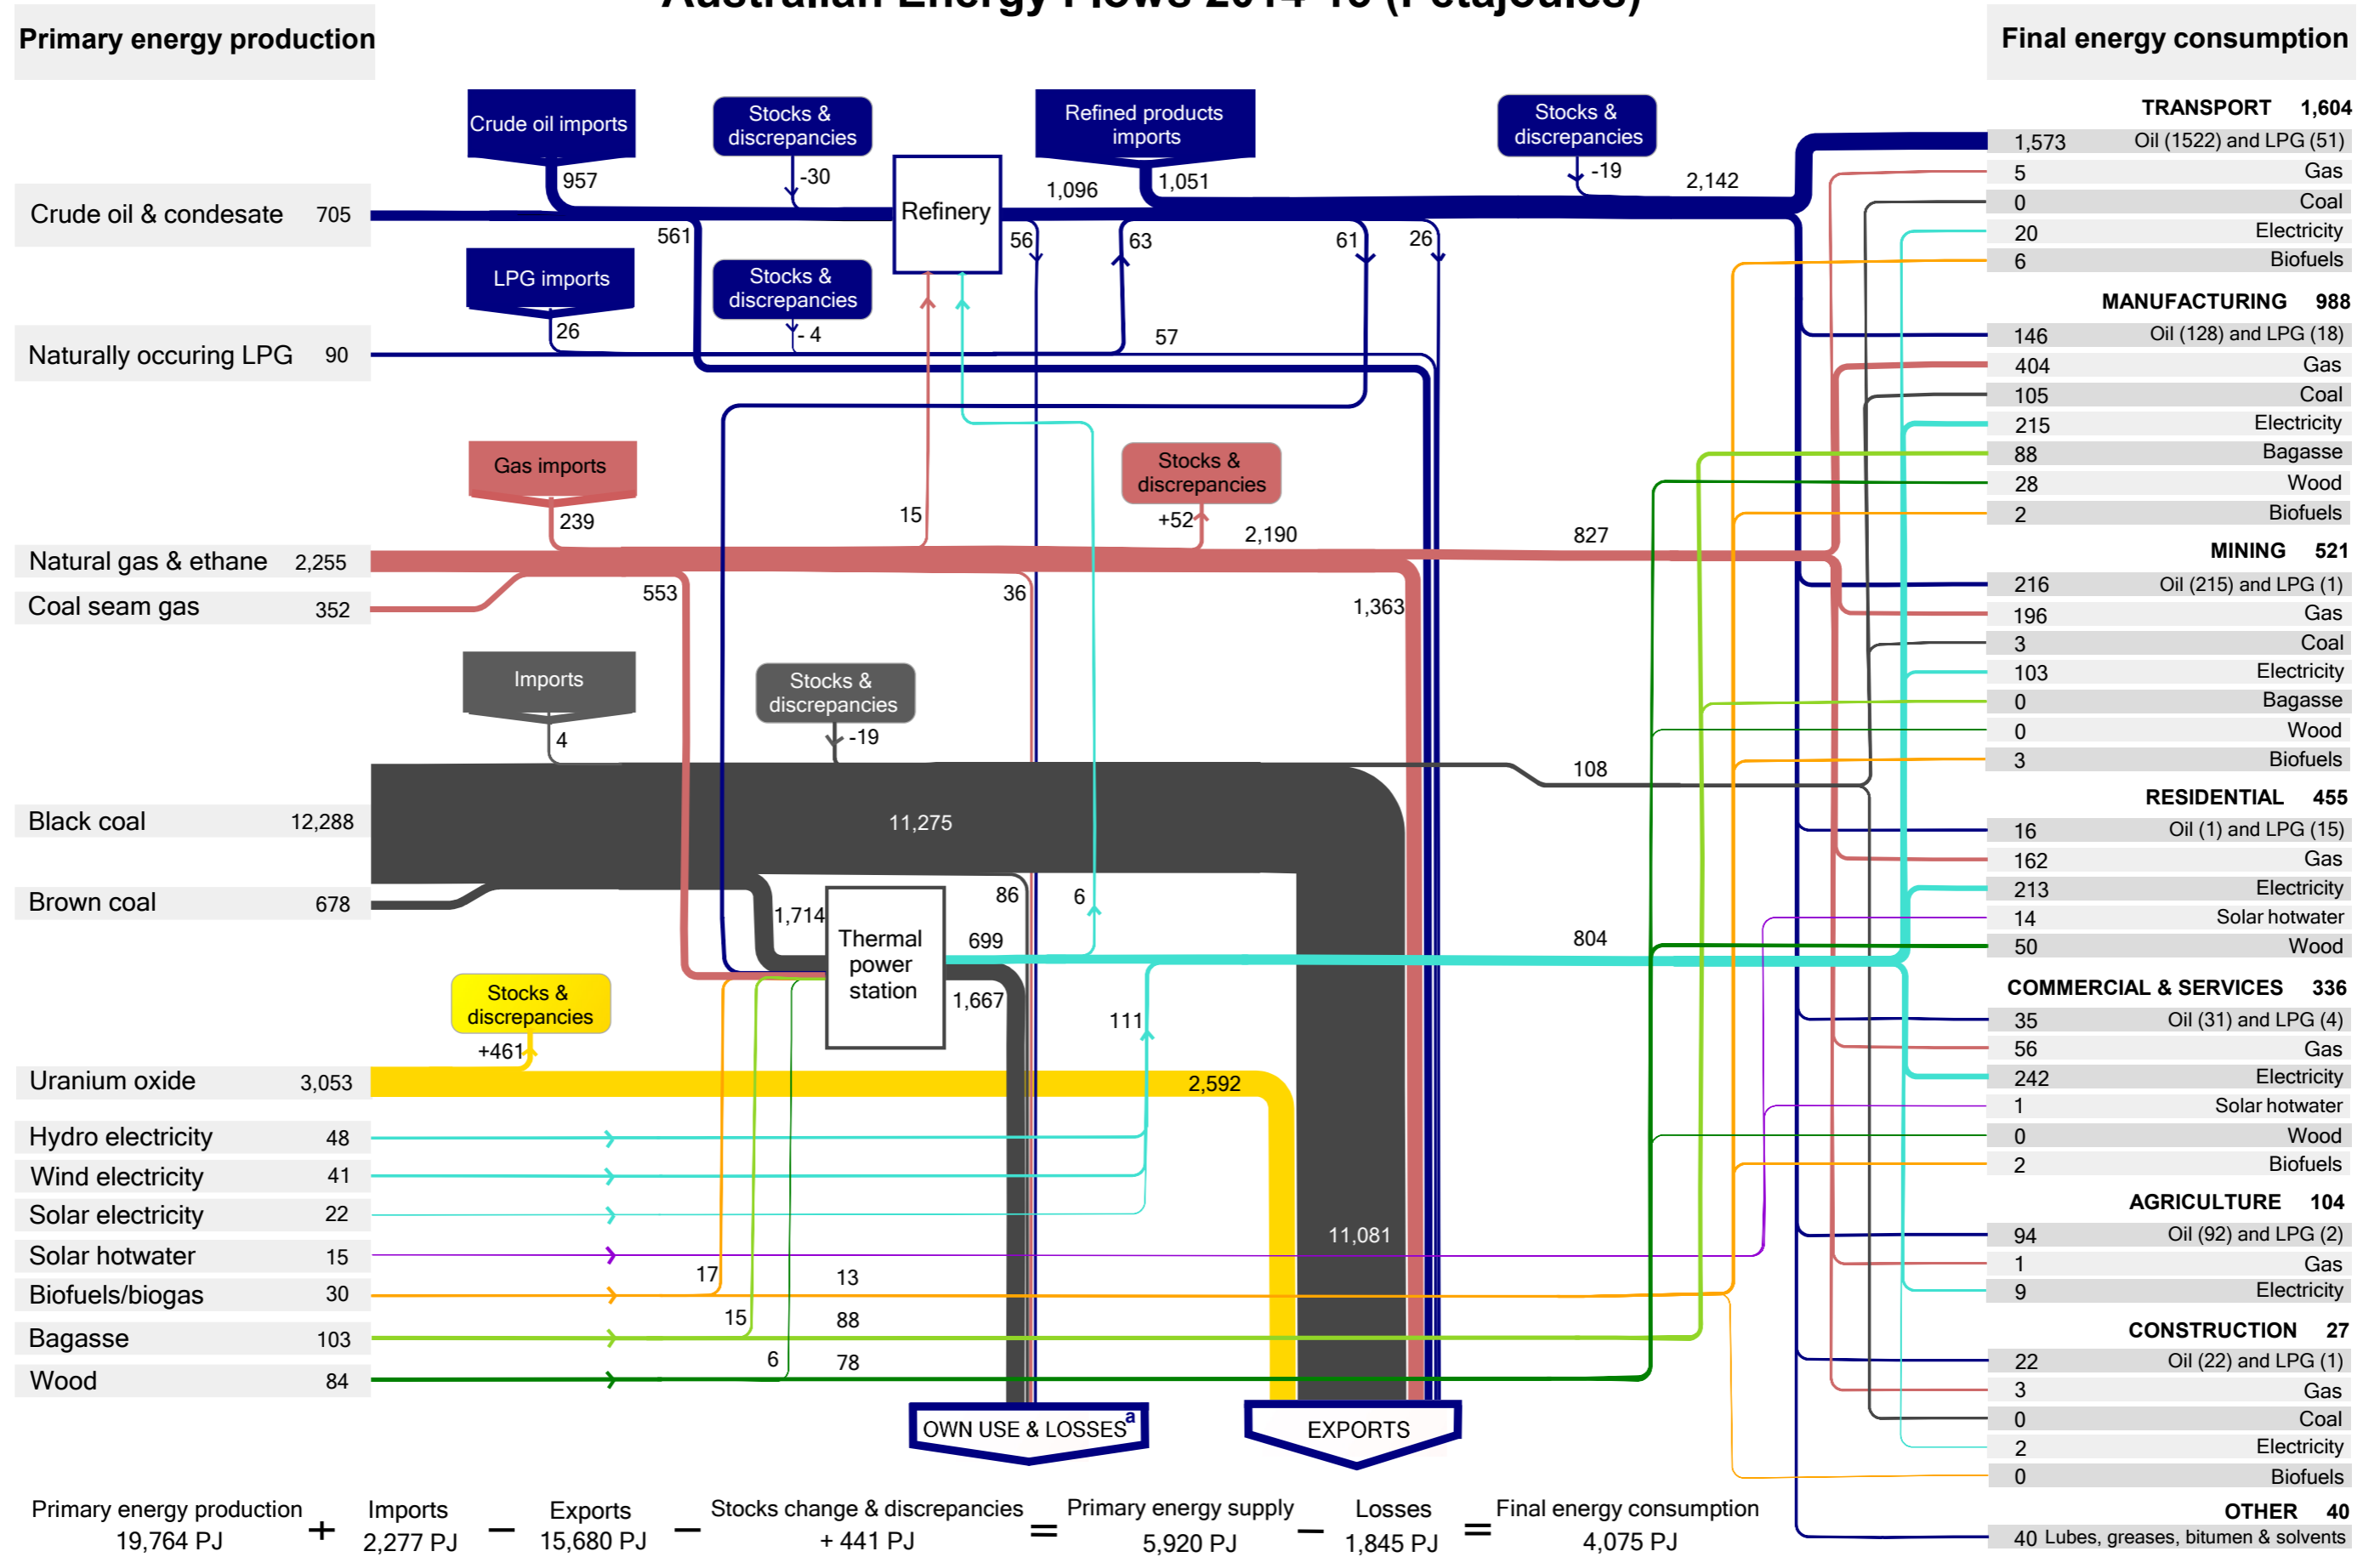 Australian Energy Flows 2014-15 (Petajoules)
Primary energy production
Final energy consumption
Crude oil imports
957
Stocks &
discrepancies
-30
Refinery
Refined products
imports
1,051
1,096
Stocks &
discrepancies
-19
2,142
Crude oil & condesate 705
561
56
63
61
26
LPG imports
26
Stocks &
discrepancies
- 4
57
Naturally occuring LPG 90
Gas imports
239
15
Stocks &
discrepancies
+52
2,190
827
Natural gas & ethane 2,255
Coal seam gas 352
553
36
1,363
Imports
4
Stocks &
discrepancies
-19
108
Black coal 12,288
11,275
Brown coal 678
1,714
86
6
Thermal
power
station
699
804
1,667
111
Stocks &
discrepancies
+461
Uranium oxide 3,053
2,592
Hydro electricity 48
Wind electricity 41
Solar electricity 22
Solar hotwater 15
11,081
Biofuels/biogas 30
17
13
Bagasse 103
15
88
Wood 84
6
78
OWN USE & LOSSES a
EXPORTS
TRANSPORT 1,604
1,573 Oil (1522) and LPG (51)
5 Gas
0 Coal
20 Electricity
6 Biofuels
MANUFACTURING 988
146 Oil (128) and LPG (18)
404 Gas
105 Coal
215 Electricity
88 Bagasse
28 Wood
2 Biofuels
MINING 521
216 Oil (215) and LPG (1)
196 Gas
3 Coal
103 Electricity
0 Bagasse
0 Wood
3 Biofuels
RESIDENTIAL 455
16 Oil (1) and LPG (15)
162 Gas
213 Electricity
14 Solar hotwater
50 Wood
COMMERCIAL & SERVICES 336
35 Oil (31) and LPG (4)
56 Gas
242 Electricity
1 Solar hotwater
0 Wood
2 Biofuels
AGRICULTURE 104
94 Oil (92) and LPG (2)
1 Gas
9 Electricity
CONSTRUCTION 27
22 Oil (22) and LPG (1)
3 Gas
0 Coal
2 Electricity
0 Biofuels
OTHER 40
40 Lubes, greases, bitumen & solvents
Primary energy production + Imports − Exports − Stocks change & discrepancies = Primary energy supply − Losses = Final energy consumption
19,764 PJ 2,277 PJ 15,680 PJ + 441 PJ 5,920 PJ 1,845 PJ 4,075 PJ